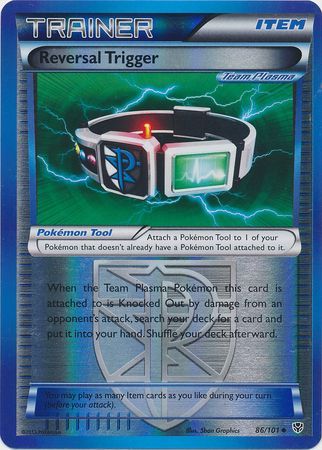 TRAINER ITEM
Reversal Trigger
Team Plasma
Pokémon Tool
Attach a Pokémon Tool to 1 of your
Pokémon that doesn't already have a Pokémon Tool attached to it.
When the Team Plasma Pokémon this card is
attached to is Knocked Out by damage from an
opponent's attack, search your deck for a card and
put it into your hand. Shuffle your deck afterward.
You may play as many Item cards as you like during your turn
(before your attack).
©2013 Pokémon
Illus. Shan Graphics
86/101